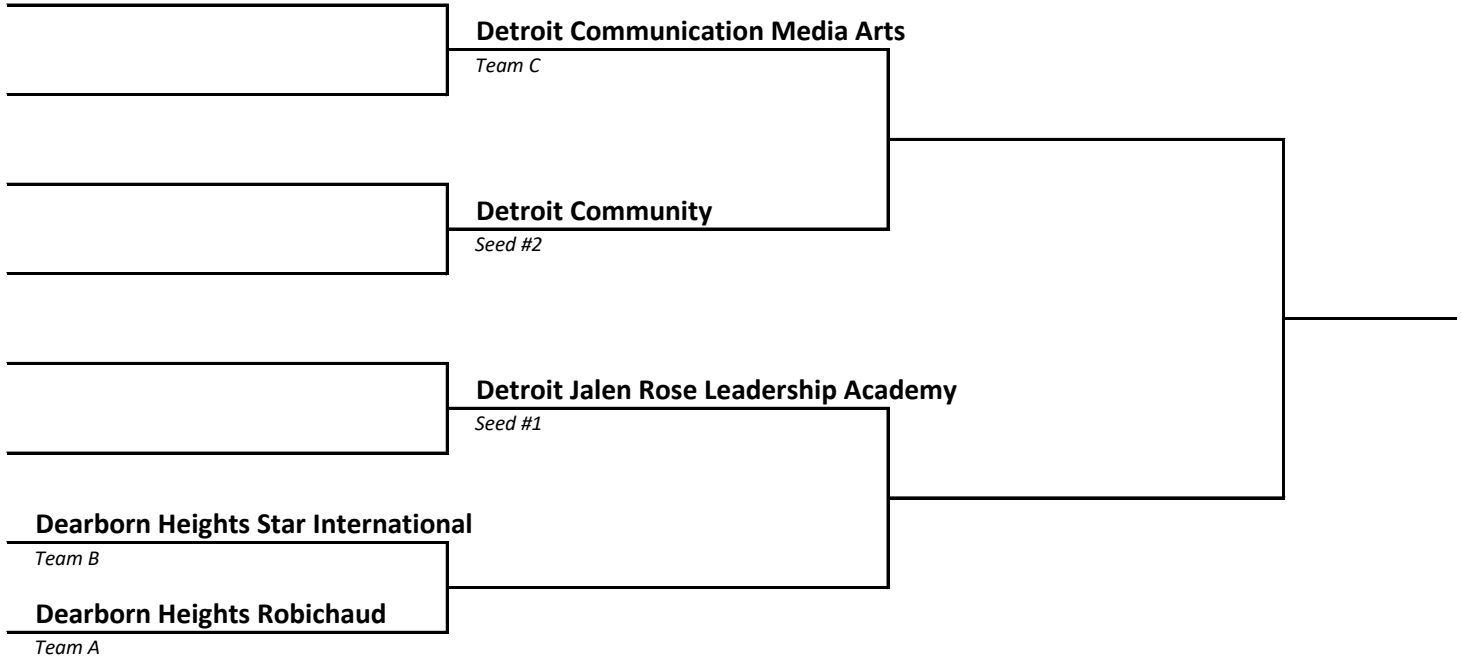 Detroit Communication Media Arts
Team C
Detroit Community
Seed #2
Detroit Jalen Rose Leadership Academy
Seed #1
Dearborn Heights Star International
Team B
Dearborn Heights Robichaud
Team A